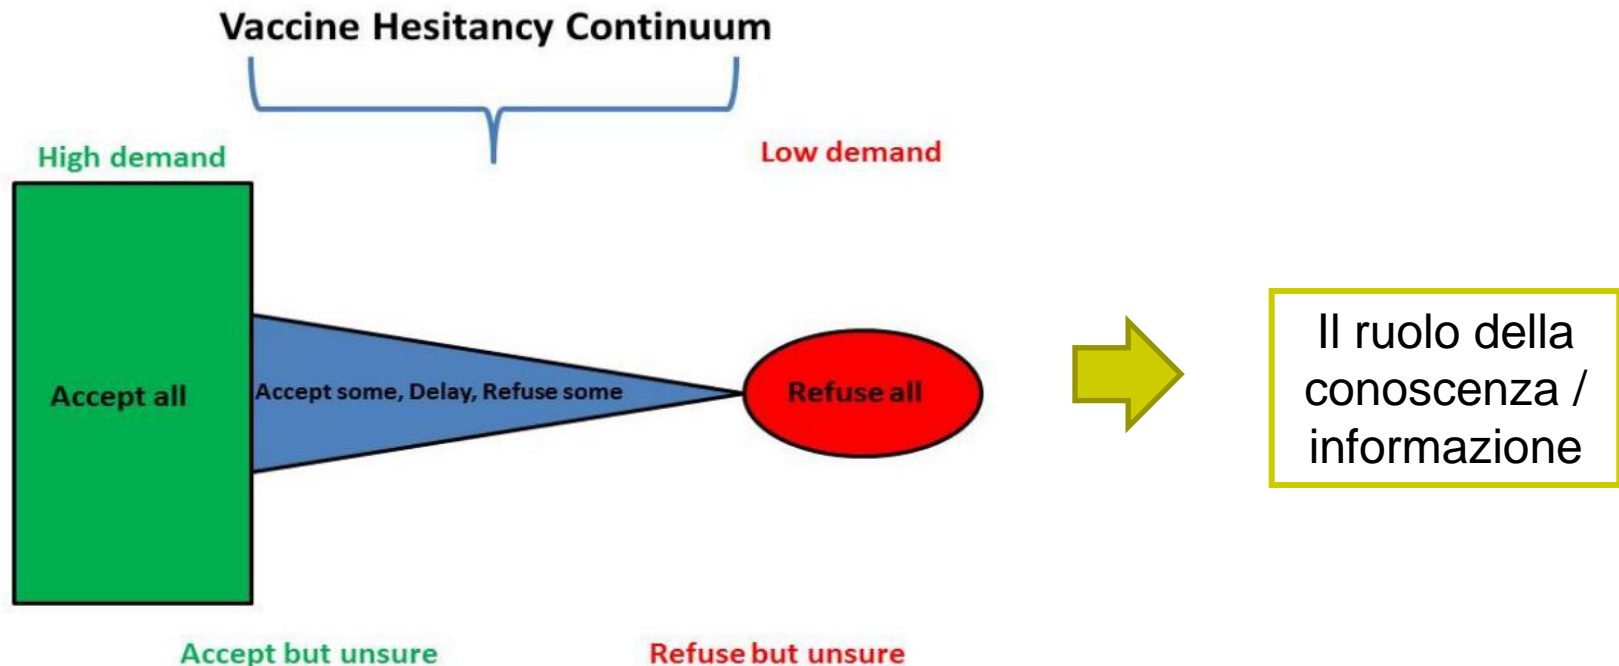 Vaccine Hesitancy Continuum
High demand
Low demand
Accept all
Accept some, Delay, Refuse some
Refuse all
Il ruolo della
conoscenza /
informazione
Accept but unsure
Refuse but unsure